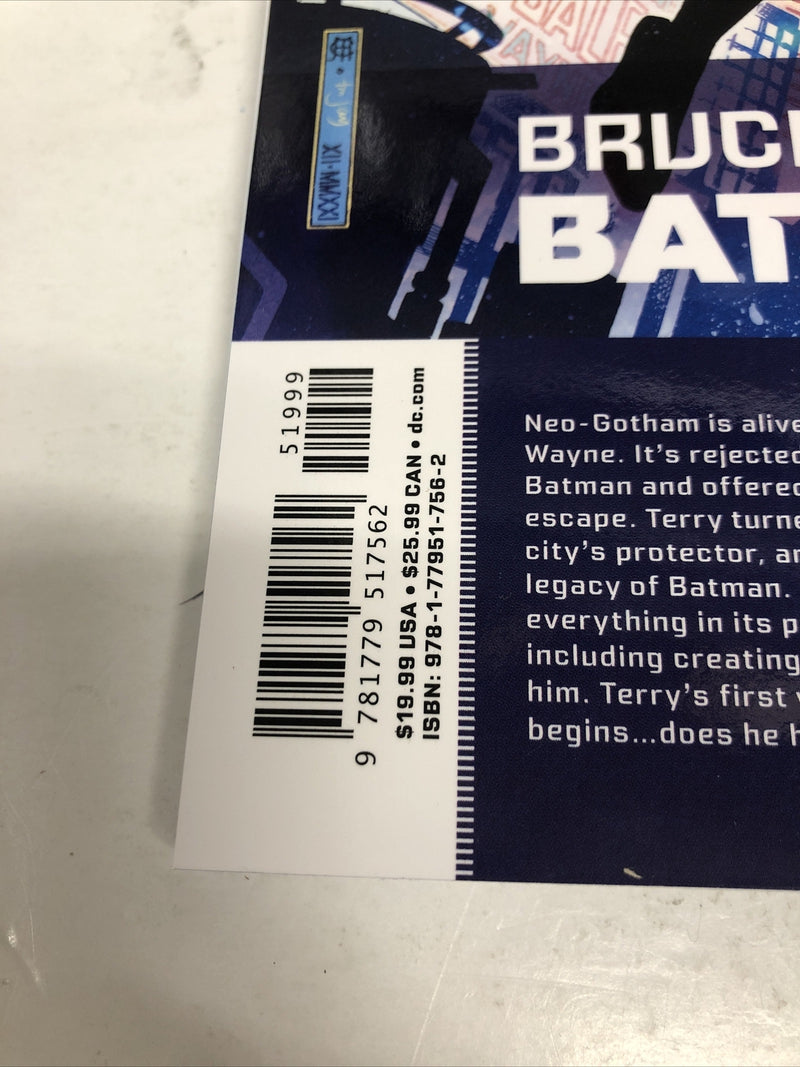 BAT
XII·MMXXI
BRUC
BAT
51999
9 781779 517562
$19.99 USA • $25.99 CAN • dc.com
ISBN: 978-1-77951-756-2
Neo-Gotham is alive
Wayne. It's rejected
Batman and offered
escape. Terry turne
city's protector, an
legacy of Batman.
everything in its p
including creating
him. Terry's first
begins...does he h